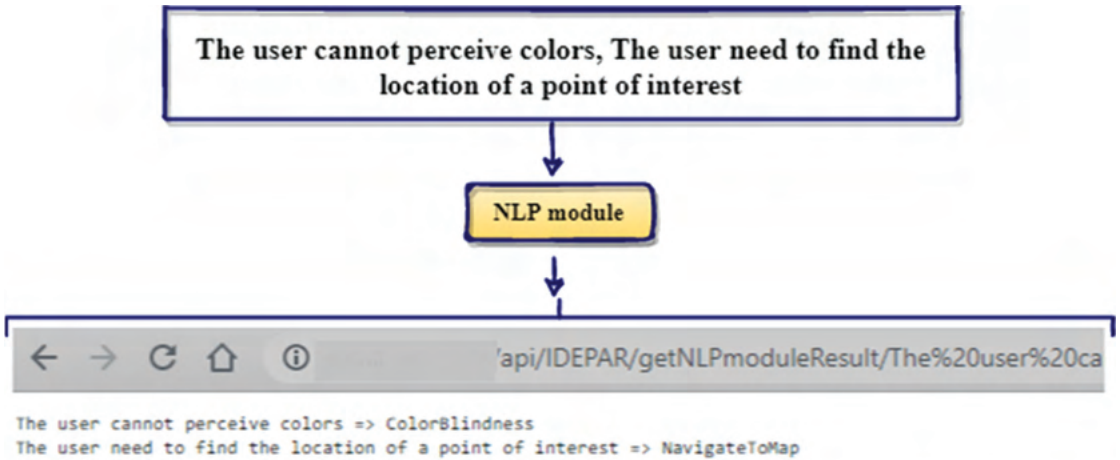 The user cannot perceive colors, The user need to find the
location of a point of interest
NLP module
/api/IDEPAR/getNLPmoduleResult/The%20user%20ca
The user cannot perceive colors => ColorBlindness
The user need to find the location of a point of interest => NavigateToMap